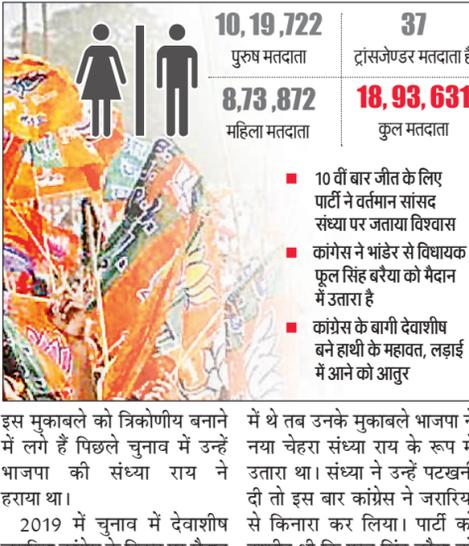 10,19,722
पुरुष मतदाता
37
ट्रांसजेण्डर मतदाता है
8,73,872
महिला मतदाता
18,93,631
कुल मतदाता
10 वीं बार जीत के लिए
पार्टी ने वर्तमान सांसद
संध्या पर जताया विश्वास
कांगेस ने भांडेर से विधायक
फूल सिंह बरैया को मैदान
में उतारा है
कांग्रेस के बागी देवाशीष
बने हाथी के महावत, लड़ाई
में आने को आतुर
इस मुकाबले को त्रिकोणीय बनाने
में लगे हैं पिछले चुनाव में उन्हें
भाजपा की संध्या राय ने
हराया था।
2019 में चुनाव में देवाशीष
में थे तब उनके मुकाबले भाजपा ने
नया चेहरा संध्या राय के रूप में
उतारा था। संध्या ने उन्हें पटखनी
दी तो इस बार कांग्रेस ने जरारिया
से किनारा कर लिया। पार्टी को